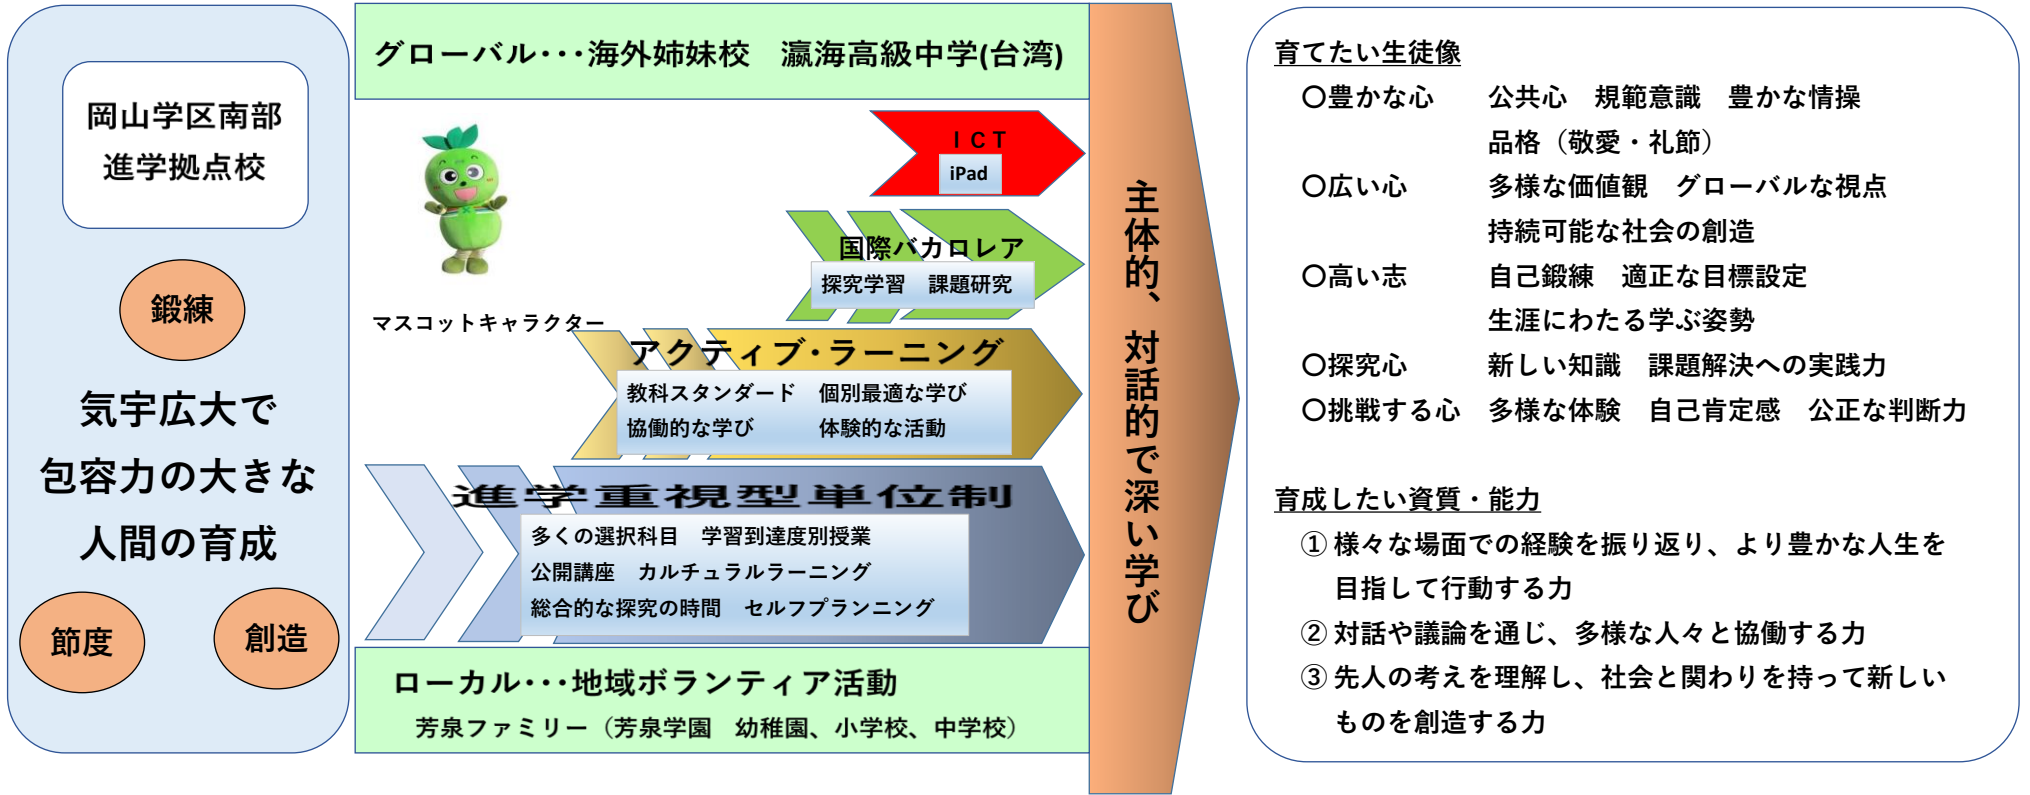 岡山学区南部
進学拠点校
鍛練
気宇広大で
包容力の大きな
人間の育成
節度
創造
グローバル･･･海外姉妹校　瀛海高級中学(台湾)
ＩＣＴ
iPad
国際バカロレア
探究学習　課題研究
マスコットキャラクター
アクティブ･ラーニング
教科スタンダード　個別最適な学び
協働的な学び　体験的な活動
進学重視型単位制
多くの選択科目　学習到達度別授業
公開講座　カルチュラルラーニング
総合的な探究の時間　セルフプランニング
ローカル･･･地域ボランティア活動
芳泉ファミリー（芳泉学園　幼稚園、小学校、中学校）
主体的、対話的で深い学び
育てたい生徒像
〇豊かな心　公共心　規範意識　豊かな情操
品格（敬愛・礼節）
〇広い心　多様な価値観　グローバルな視点
持続可能な社会の創造
〇高い志　自己鍛練　適正な目標設定
生涯にわたる学ぶ姿勢
〇探究心　新しい知識　課題解決への実践力
〇挑戦する心　多様な体験　自己肯定感　公正な判断力
育成したい資質・能力
① 様々な場面での経験を振り返り、より豊かな人生を
目指して行動する力
② 対話や議論を通じ、多様な人々と協働する力
③ 先人の考えを理解し、社会と関わりを持って新しい
ものを創造する力